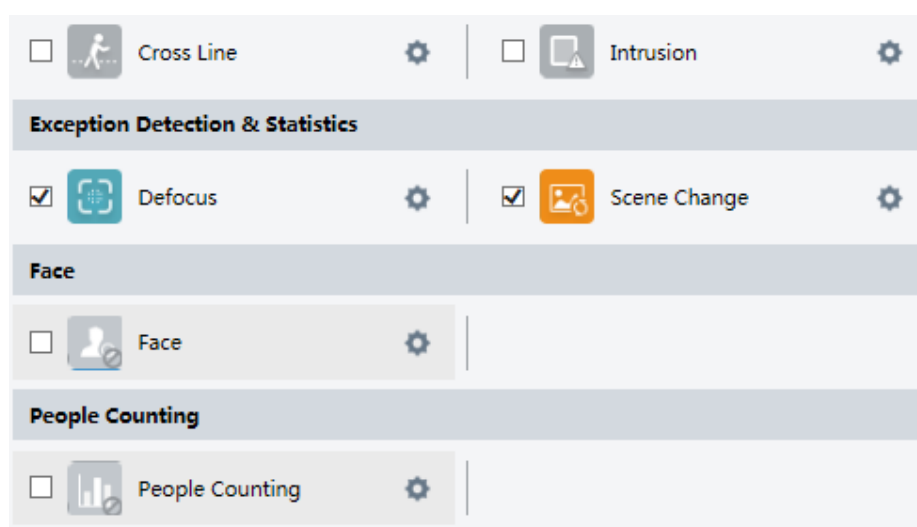 Cross Line Intrusion
Exception Detection & Statistics
Defocus Scene Change
Face
Face
People Counting
People Counting